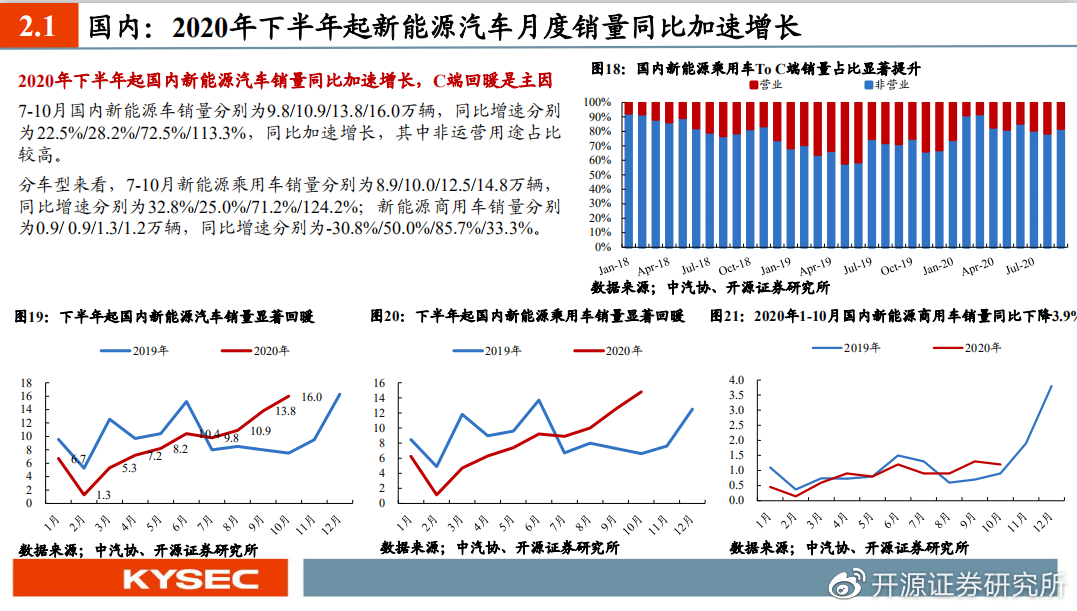 2.1 国内：2020年下半年起新能源汽车月度销量同比加速增长
2020年下半年起国内新能源汽车销量同比加速增长，C端回暖是主因
7-10月国内新能源车销量分别为9.8/10.9/13.8/16.0万辆，同比增速分别
为22.5%/28.2%/72.5%/113.3%，同比加速增长，其中非运营用途占比
较高。
分车型来看，7-10月新能源乘用车销量分别为8.9/10.0/12.5/14.8万辆，
同比增速分别为32.8%/25.0%/71.2%/124.2%；新能源商用车销量分别
为0.9/ 0.9/1.3/1.2万辆，同比增速分别为-30.8%/50.0%/85.7%/33.3%。
图18：国内新能源乘用车To C端销量占比显著提升
营业 非营业
100%
90%
80%
70%
60%
50%
40%
30%
20%
10%
0%
Jan-18 Apr-18 Jul-18 Oct-18 Jan-19 Apr-19 Jul-19 Oct-19 Jan-20 Apr-20 Jul-20
数据来源；中汽协、开源证券研究所
图19：下半年起国内新能源汽车销量显著回暖
2019年 2020年
18
16
14
12
10
8
6
4
2
0
6.7 1.3 5.3 7.2 8.2 10.4 9.8 10.9 13.8 16.0
1月 2月 3月 4月 5月 6月 7月 8月 9月 10月 11月 12月
数据来源；中汽协、开源证券研究所
图20：下半年起国内新能源乘用车销量显著回暖
2019年 2020年
16
14
12
10
8
6
4
2
0
1月 2月 3月 4月 5月 6月 7月 8月 9月 10月 11月 12月
数据来源；中汽协、开源证券研究所
图21：2020年1-10月国内新能源商用车销量同比下降3.9%
2019年 2020年
4.0
3.5
3.0
2.5
2.0
1.5
1.0
0.5
0.0
1月 2月 3月 4月 5月 6月 7月 8月 9月 10月 11月 12月
数据来源；中汽协、开源证券研究所
KYSEC
开源证券研究所